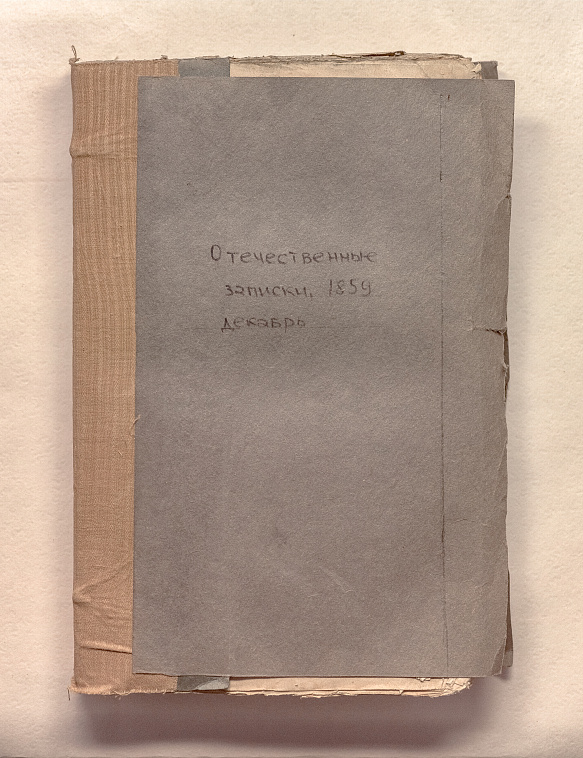 Отечественные
записки, 1859
декабрь